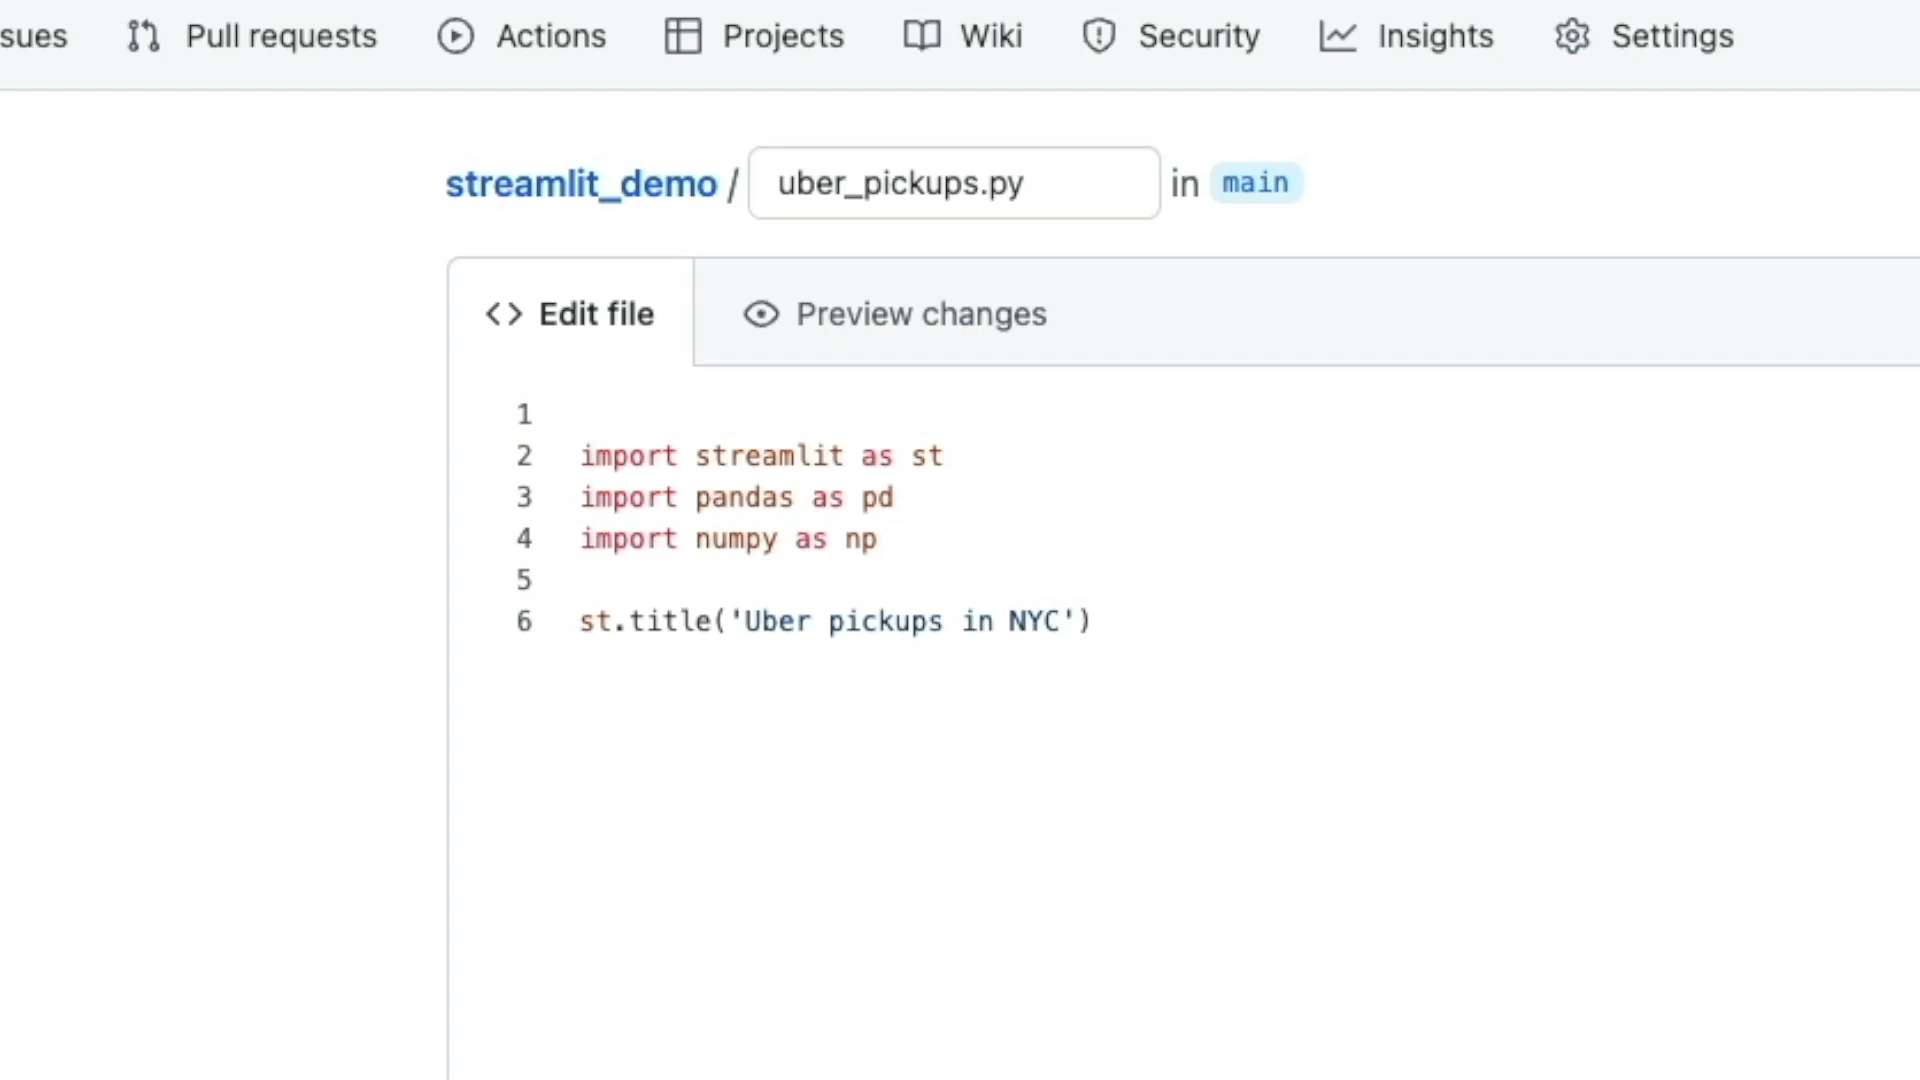 Pull requests Actions Projects Wiki Security Insights Settings
streamlit_demo / uber_pickups.py in main
<> Edit file Preview changes
1
2 import streamlit as st
3 import pandas as pd
4 import numpy as np
5
6 st.title('Uber pickups in NYC')